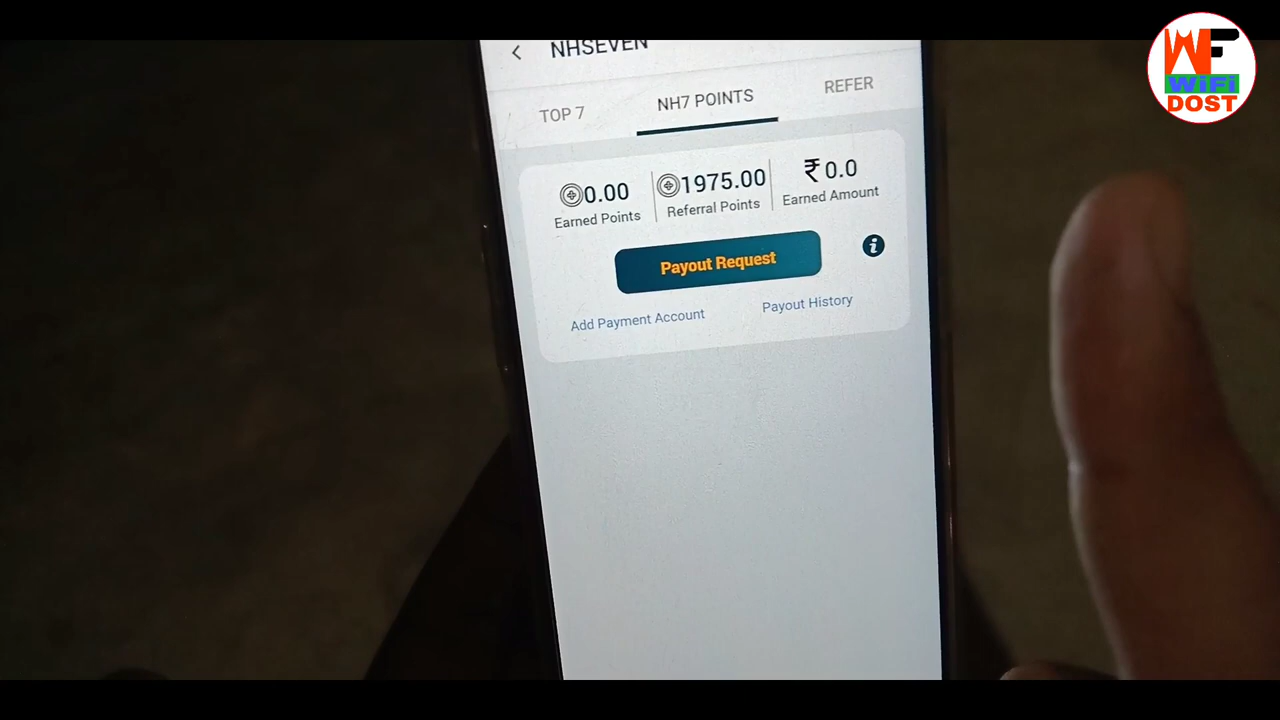 NHSEVEN
TOP 7
NH7 POINTS
REFER
0.00
Earned Points
1975.00
Referral Points
₹0.0
Earned Amount
Payout Request
i
Add Payment Account
Payout History
WF
WiFi
DOST